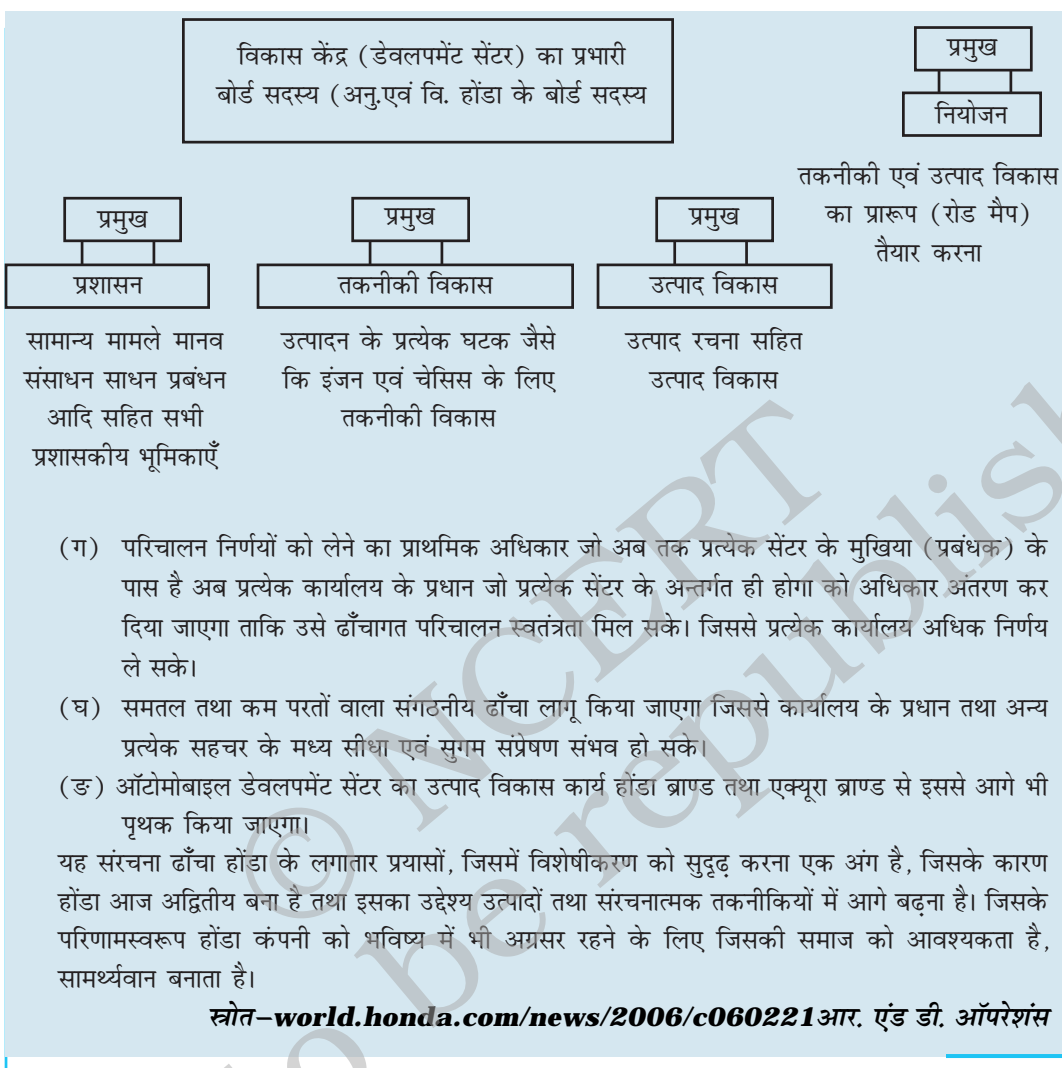 विकास केंद्र (डेवलपमेंट सेंटर) का प्रभारी
बोर्ड सदस्य (अनु.एवं वि. होंडा के बोर्ड सदस्य
प्रमुख
नियोजन
तकनीकी एवं उत्पाद विकास
का प्रारूप (रोड मैप)
तैयार करना
प्रमुख
प्रशासन
सामान्य मामले मानव
संसाधन साधन प्रबंधन
आदि सहित सभी
प्रशासकीय भूमिकाएँ
प्रमुख
तकनीकी विकास
उत्पादन के प्रत्येक घटक जैसे
कि इंजन एवं चेसिस के लिए
तकनीकी विकास
प्रमुख
उत्पाद विकास
उत्पाद रचना सहित
उत्पाद विकास
(ग) परिचालन निर्णयों को लेने का प्राथमिक अधिकार जो अब तक प्रत्येक सेंटर के मुखिया (प्रबंधक) के
पास है अब प्रत्येक कार्यालय के प्रधान जो प्रत्येक सेंटर के अन्तर्गत ही होगा को अधिकार अंतरण कर
दिया जाएगा ताकि उसे ढाँचागत परिचालन स्वतंत्रता मिल सके। जिससे प्रत्येक कार्यालय अधिक निर्णय
ले सके।
(घ) समतल तथा कम परतों वाला संगठनीय ढाँचा लागू किया जाएगा जिससे कार्यालय के प्रधान तथा अन्य
प्रत्येक सहचर के मध्य सीधा एवं सुगम संप्रेषण संभव हो सके।
(ङ) ऑटोमोबाइल डेवलपमेंट सेंटर का उत्पाद विकास कार्य होंडा ब्राण्ड तथा एक्यूरा ब्राण्ड से इससे आगे भी
पृथक किया जाएगा।
यह संरचना ढाँचा होंडा के लगातार प्रयासों, जिसमें विशेषीकरण को सुदृढ़ करना एक अंग है, जिसके कारण
होंडा आज अद्वितीय बना है तथा इसका उद्देश्य उत्पादों तथा संरचनात्मक तकनीकियों में आगे बढ़ना है। जिसके
परिणामस्वरूप होंडा कंपनी को भविष्य में भी अग्रसर रहने के लिए जिसकी समाज को आवश्यकता है,
सामर्थ्यवान बनाता है।
स्त्रोत–world.honda.com/news/2006/c060221आर. एंड डी. ऑपरेशंस
© NCERT
o be republish